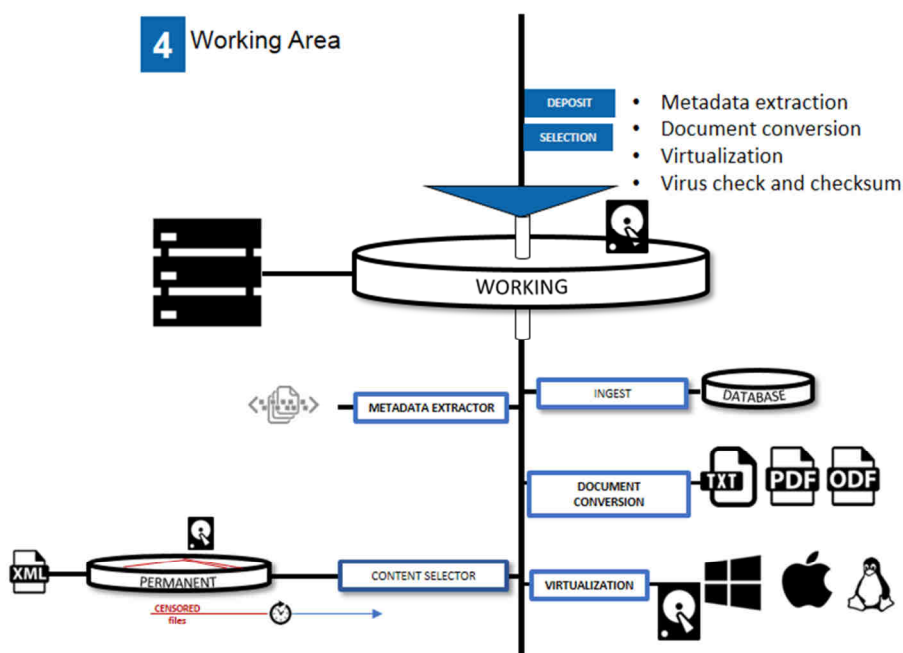 4 Working Area
DEPOSIT
SELECTION
• Metadata extraction
• Document conversion
• Virtualization
• Virus check and checksum
WORKING
METADATA EXTRACTOR
INGEST
DATABASE
DOCUMENT
CONVERSION
TXT
PDF
ODF
XML
PERMANENT
CONTENT SELECTOR
VIRTUALIZATION
CENSORED
files